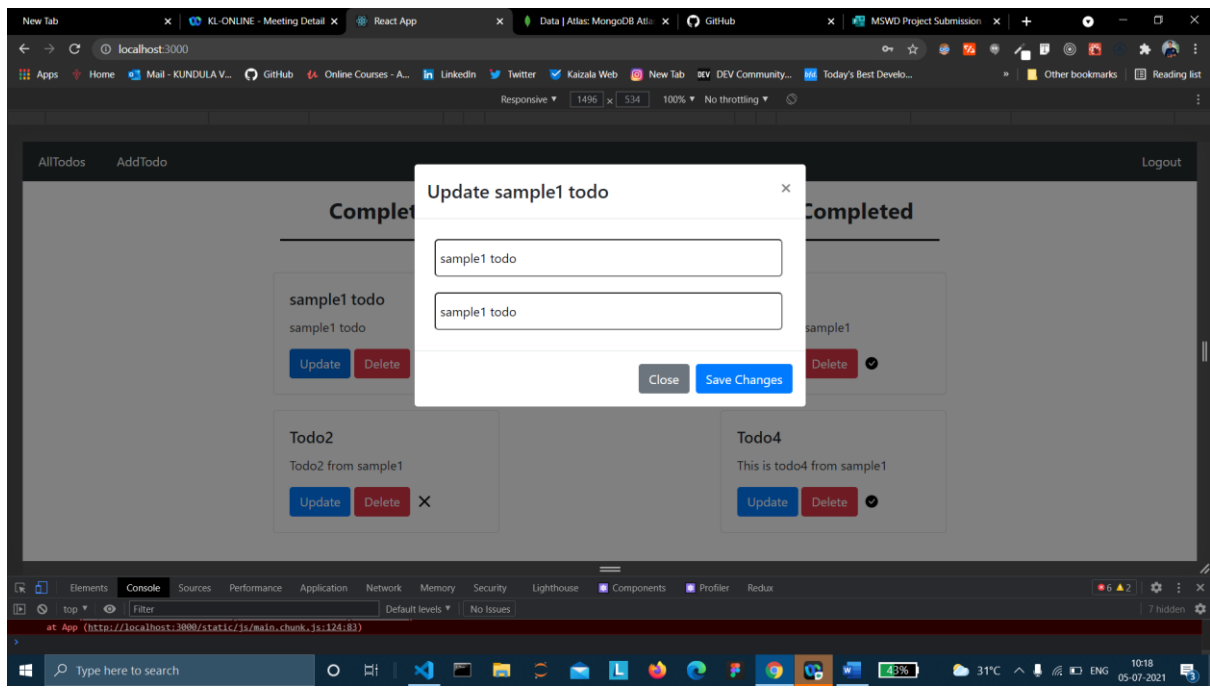 New Tab
KL-ONLINE - Meeting Detail
React App
Data | Atlas: MongoDB Atla
GitHub
MSWD Project Submission
localhost:3000
Apps
Home
Mail - KUNDULA V...
GitHub
Online Courses - A...
LinkedIn
Twitter
Kaizala Web
New Tab
DEV Community...
Today's Best Develo...
»
Other bookmarks
Reading list
Responsive ▼ 1496 x 534 100% ▼ No throttling ▼
AllTodos AddTodo Logout
Update sample1 todo ×
Complet
Completed
sample1 todo
sample1 todo
sample1 todo
sample1 todo
sample1
Update Delete
Delete
Close Save Changes
Todo2
Todo2 from sample1
Update Delete
Todo4
This is todo4 from sample1
Update Delete
Elements Console Sources Performance Application Network Memory Security Lighthouse Components Profiler Redux 6 2
top ▼ Filter Default levels ▼ No Issues 7 hidden
at App (http://localhost:3000/static/js/main.chunk.js:124:83)
Type here to search
43%
31°C
ENG
10:18
05-07-2021
3